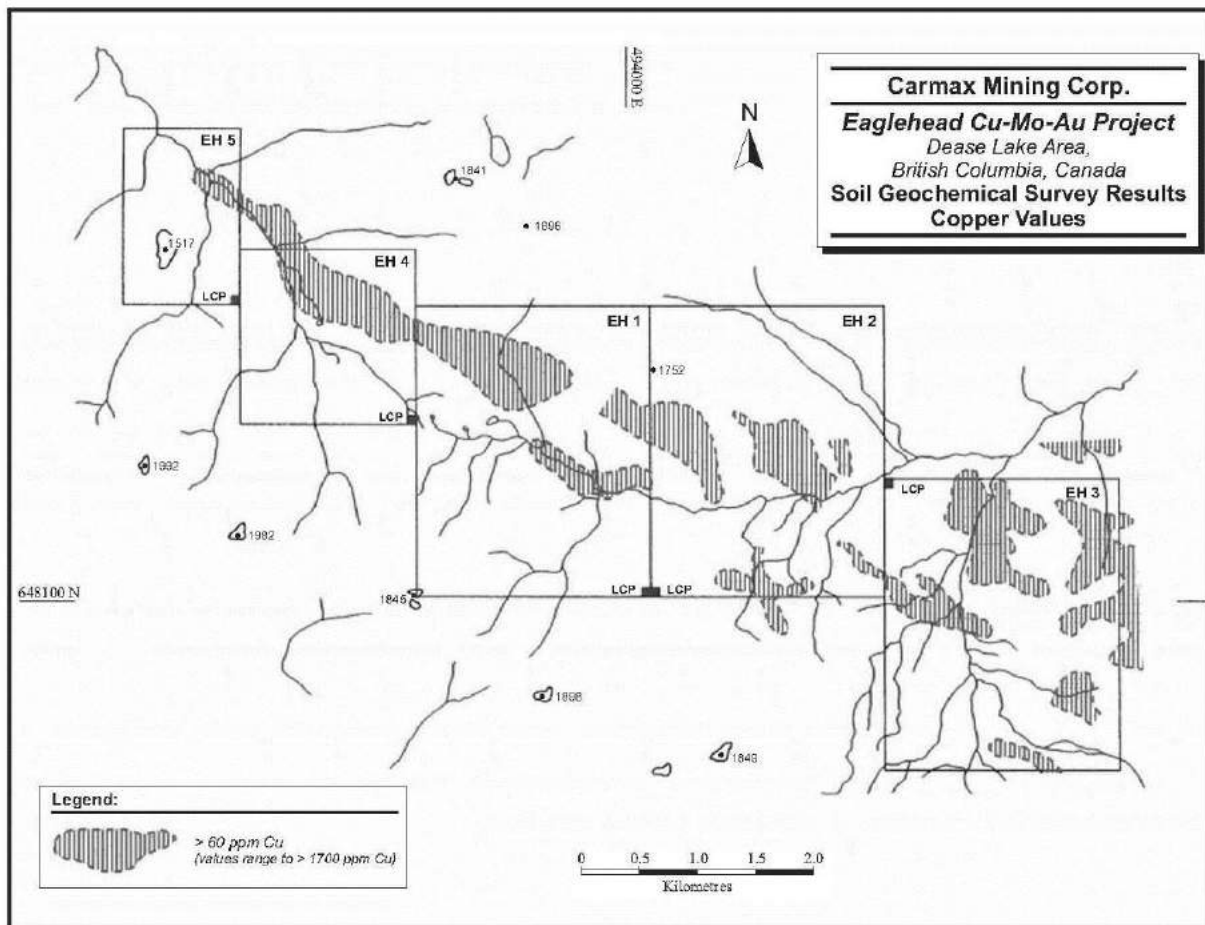 494000 E
N
Carmax Mining Corp.
Eaglehead Cu-Mo-Au Project
Dease Lake Area,
British Columbia, Canada
Soil Geochemical Survey Results
Copper Values
EH 5
1841
1896
1517
EH 4
LCP
EH 1
EH 2
1752
LCP
1992
LCP
EH 3
1982
648100 N
1845
LCP
LCP
1898
1849
Legend:
> 60 ppm Cu
(values range to > 1700 ppm Cu)
0
0.5
1.0
1.5
2.0
Kilometres